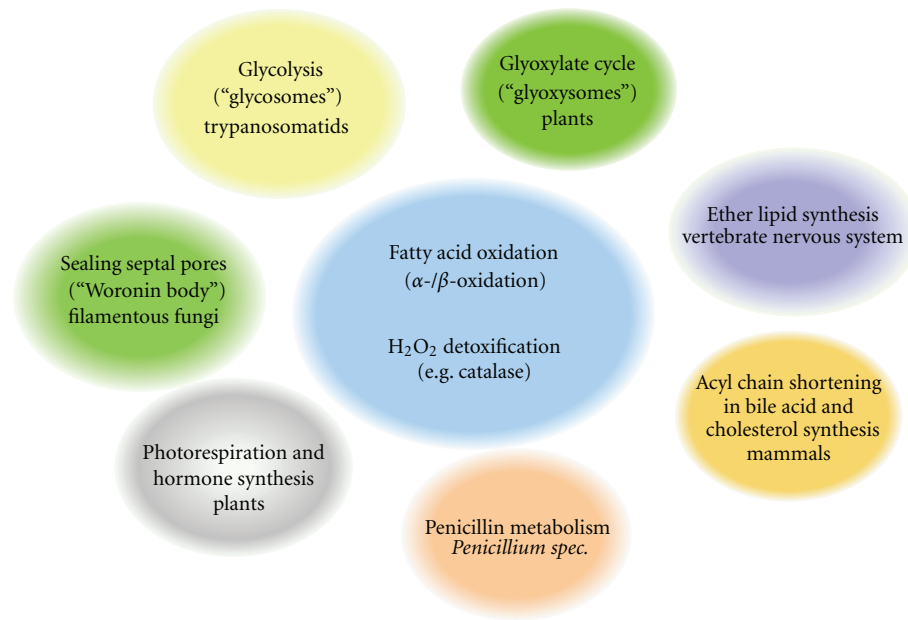 Glycolysis
(“glycosomes”)
trypanosomatids
Glyoxylate cycle
(“glyoxysomes”)
plants
Ether lipid synthesis
vertebrate nervous system
Fatty acid oxidation
(α-/β-oxidation)
H₂O₂ detoxification
(e.g. catalase)
Sealing septal pores
(“Woronin body”)
filamentous fungi
Acyl chain shortening
in bile acid and
cholesterol synthesis
mammals
Photorespiration and
hormone synthesis
plants
Penicillin metabolism
Penicillium spec.